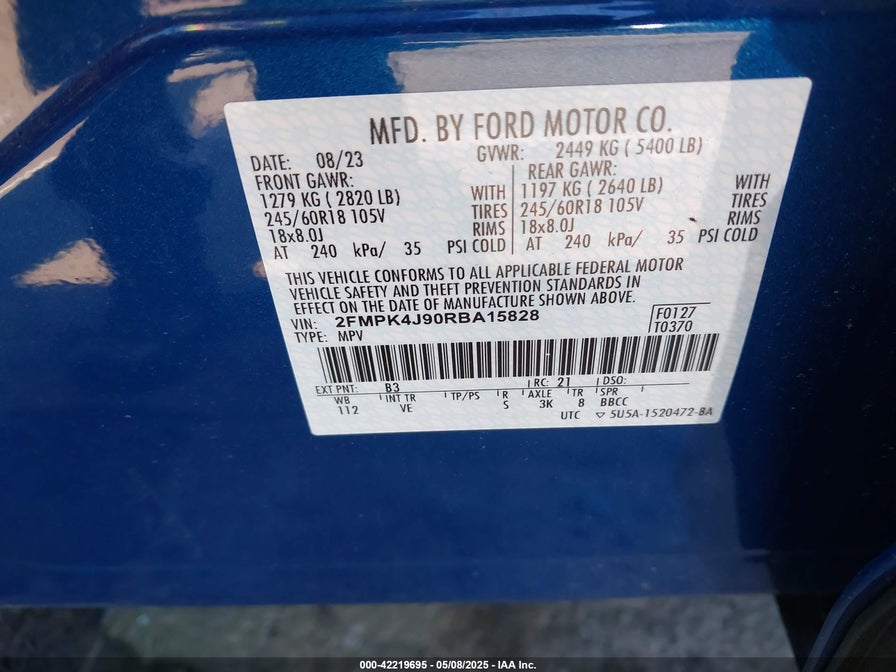 MFD. BY FORD MOTOR CO.
DATE: 08/23 GVWR: 2449 KG ( 5400 LB)
FRONT GAWR: REAR GAWR:
1279 KG ( 2820 LB) WITH 1197 KG ( 2640 LB) WITH
245/60R18 105V TIRES 245/60R18 105V TIRES
18x8.0J RIMS 18x8.0J RIMS
AT 240 kPa/ 35 PSI COLD AT 240 kPa/ 35 PSI COLD
THIS VEHICLE CONFORMS TO ALL APPLICABLE FEDERAL MOTOR
VEHICLE SAFETY AND THEFT PREVENTION STANDARDS IN
EFFECT ON THE DATE OF MANUFACTURE SHOWN ABOVE.
VIN: 2FMPK4J90RBA15828 F0127
TYPE: MPV T0370
EXT PNT: B3 RC: 21 DSO:
WB INT TR TP/PS R AXLE TR SPR
112 VE S 3K 8 BBCC
UTC ▽ 5U5A-1520472-BA
000-42219695 - 05/08/2025 - IAA Inc.